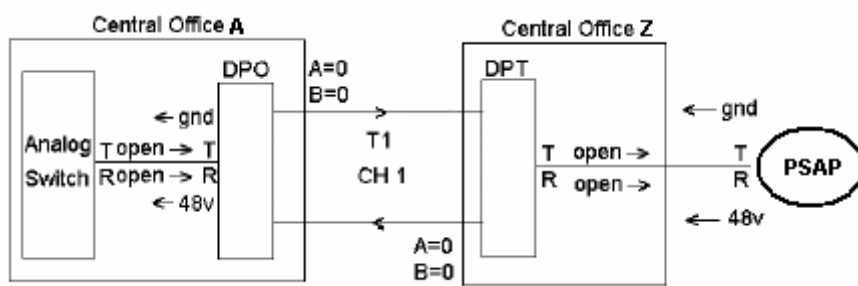 Central Office A
Central Office Z
DPO
A=0
B=0
DPT
← gnd
← gnd
T1
Analog
Switch
T open → T
R open → R
CH 1
T open →
R open →
T
R
PSAP
← 48v
← 48v
A=0
B=0